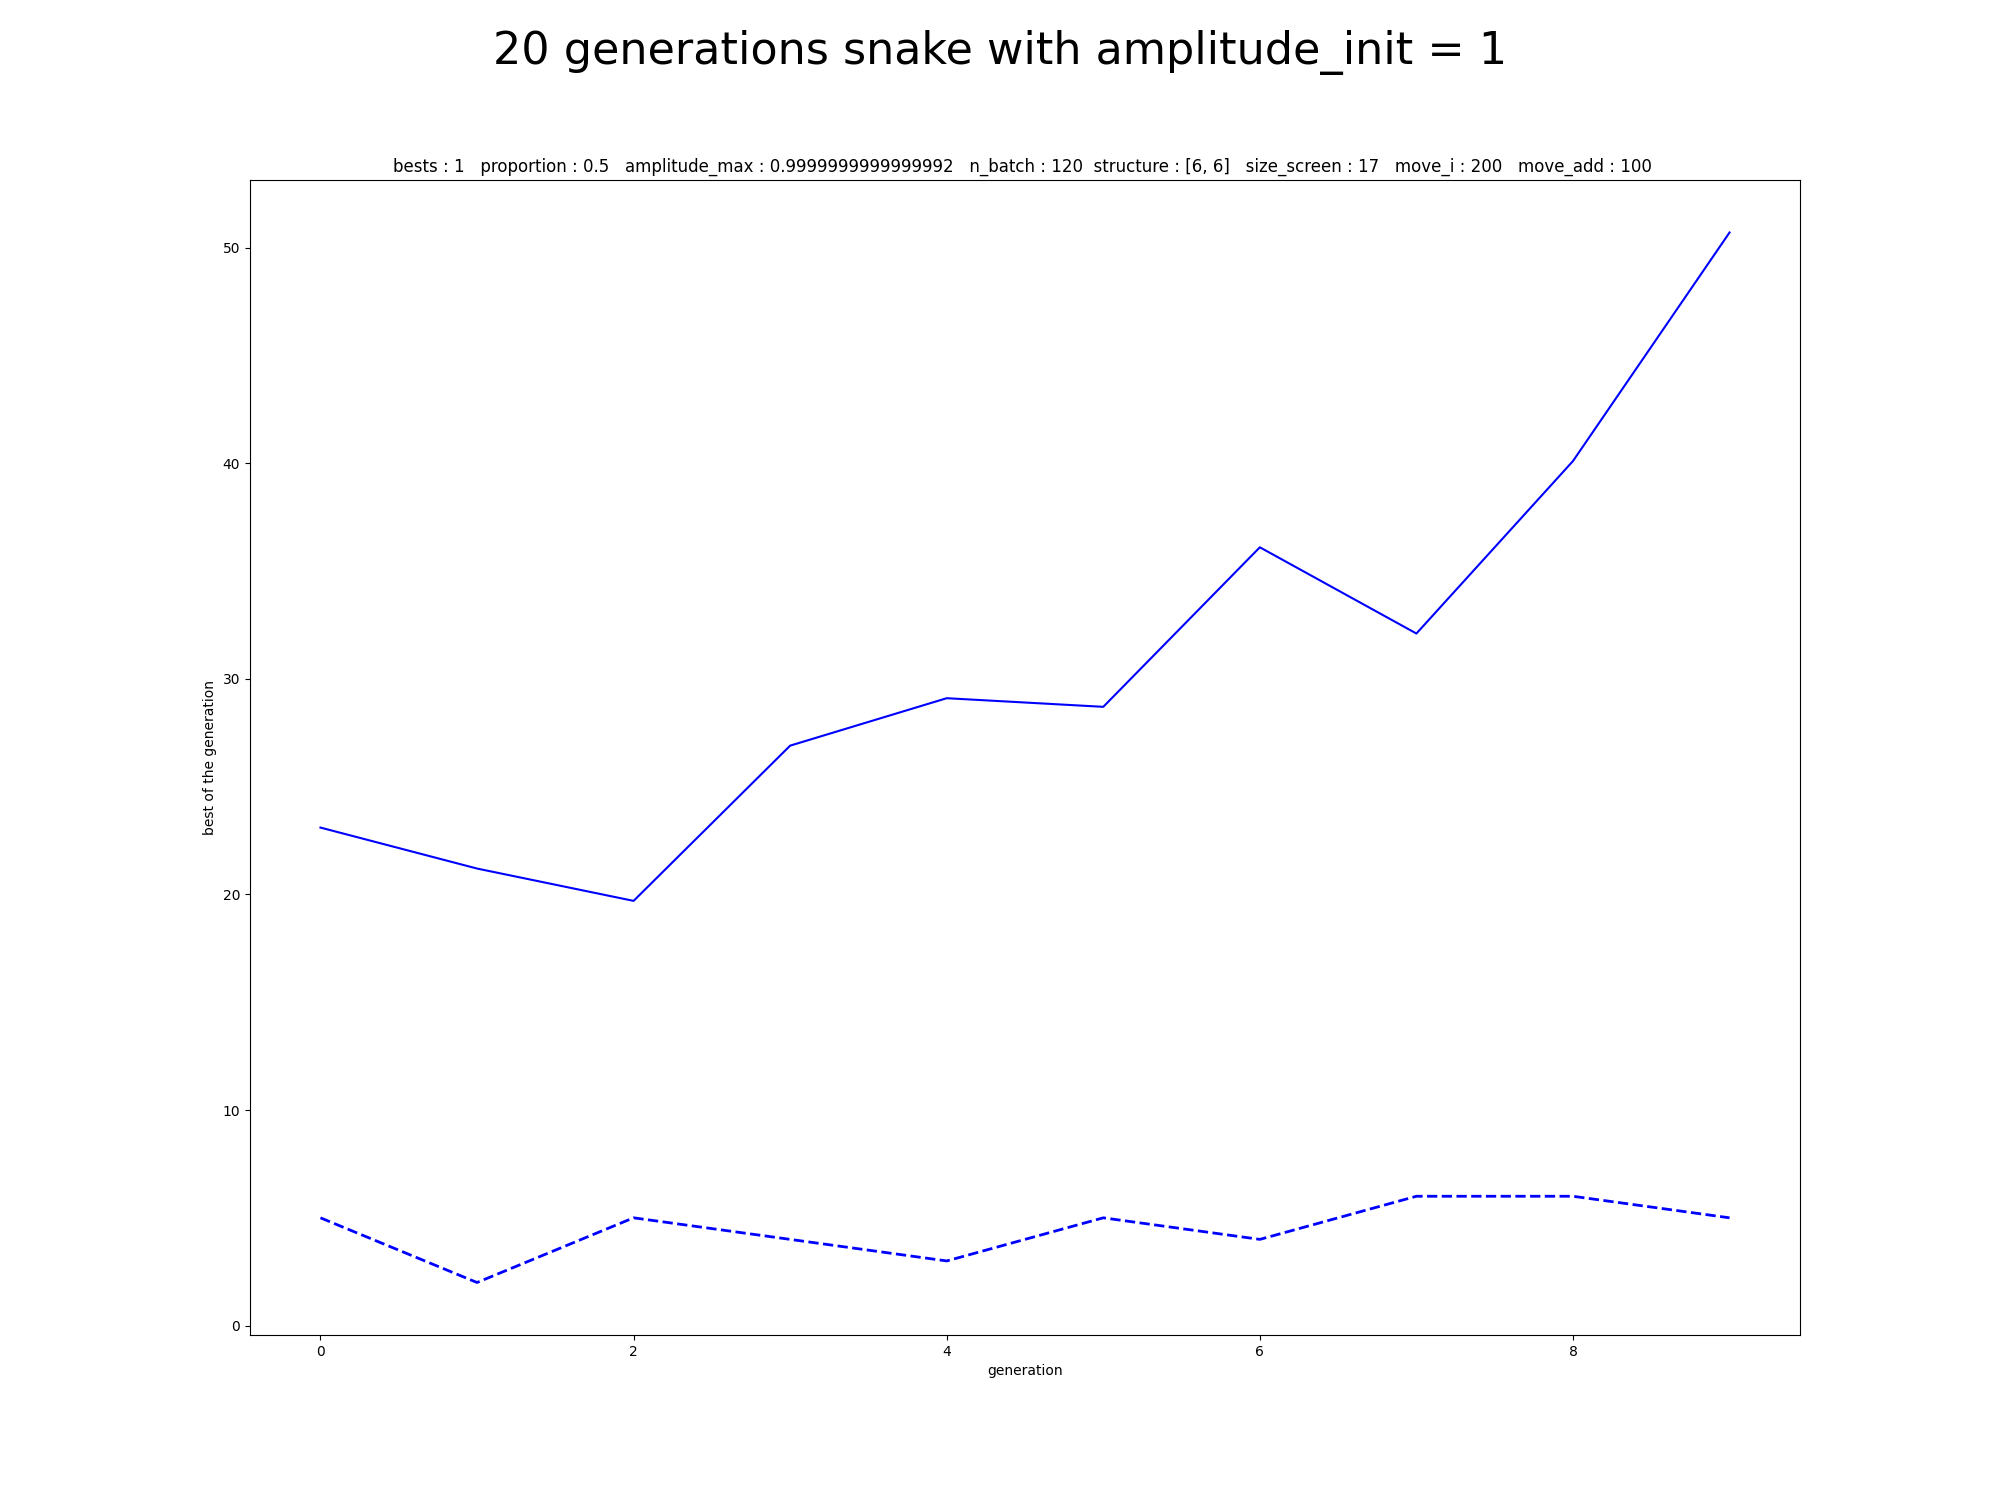 20 generations snake with amplitude_init = 1
bests : 1   proportion : 0.5   amplitude_max : 0.9999999999999992   n_batch : 120  structure : [6, 6]   size_screen : 17   move_i : 200   move_add : 100
50
40
30
20
10
0
best of the generation
0 2 4 6 8
generation